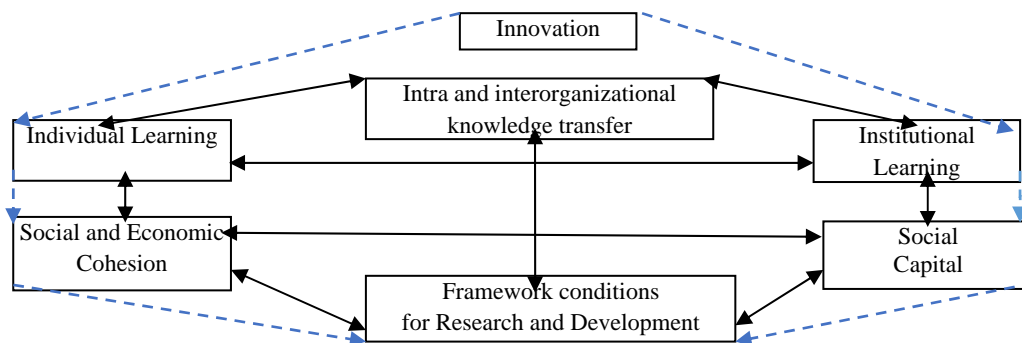 Innovation
Intra and interorganizational
knowledge transfer
Individual Learning
Institutional
Learning
Social and Economic
Cohesion
Social
Capital
Framework conditions
for Research and Development